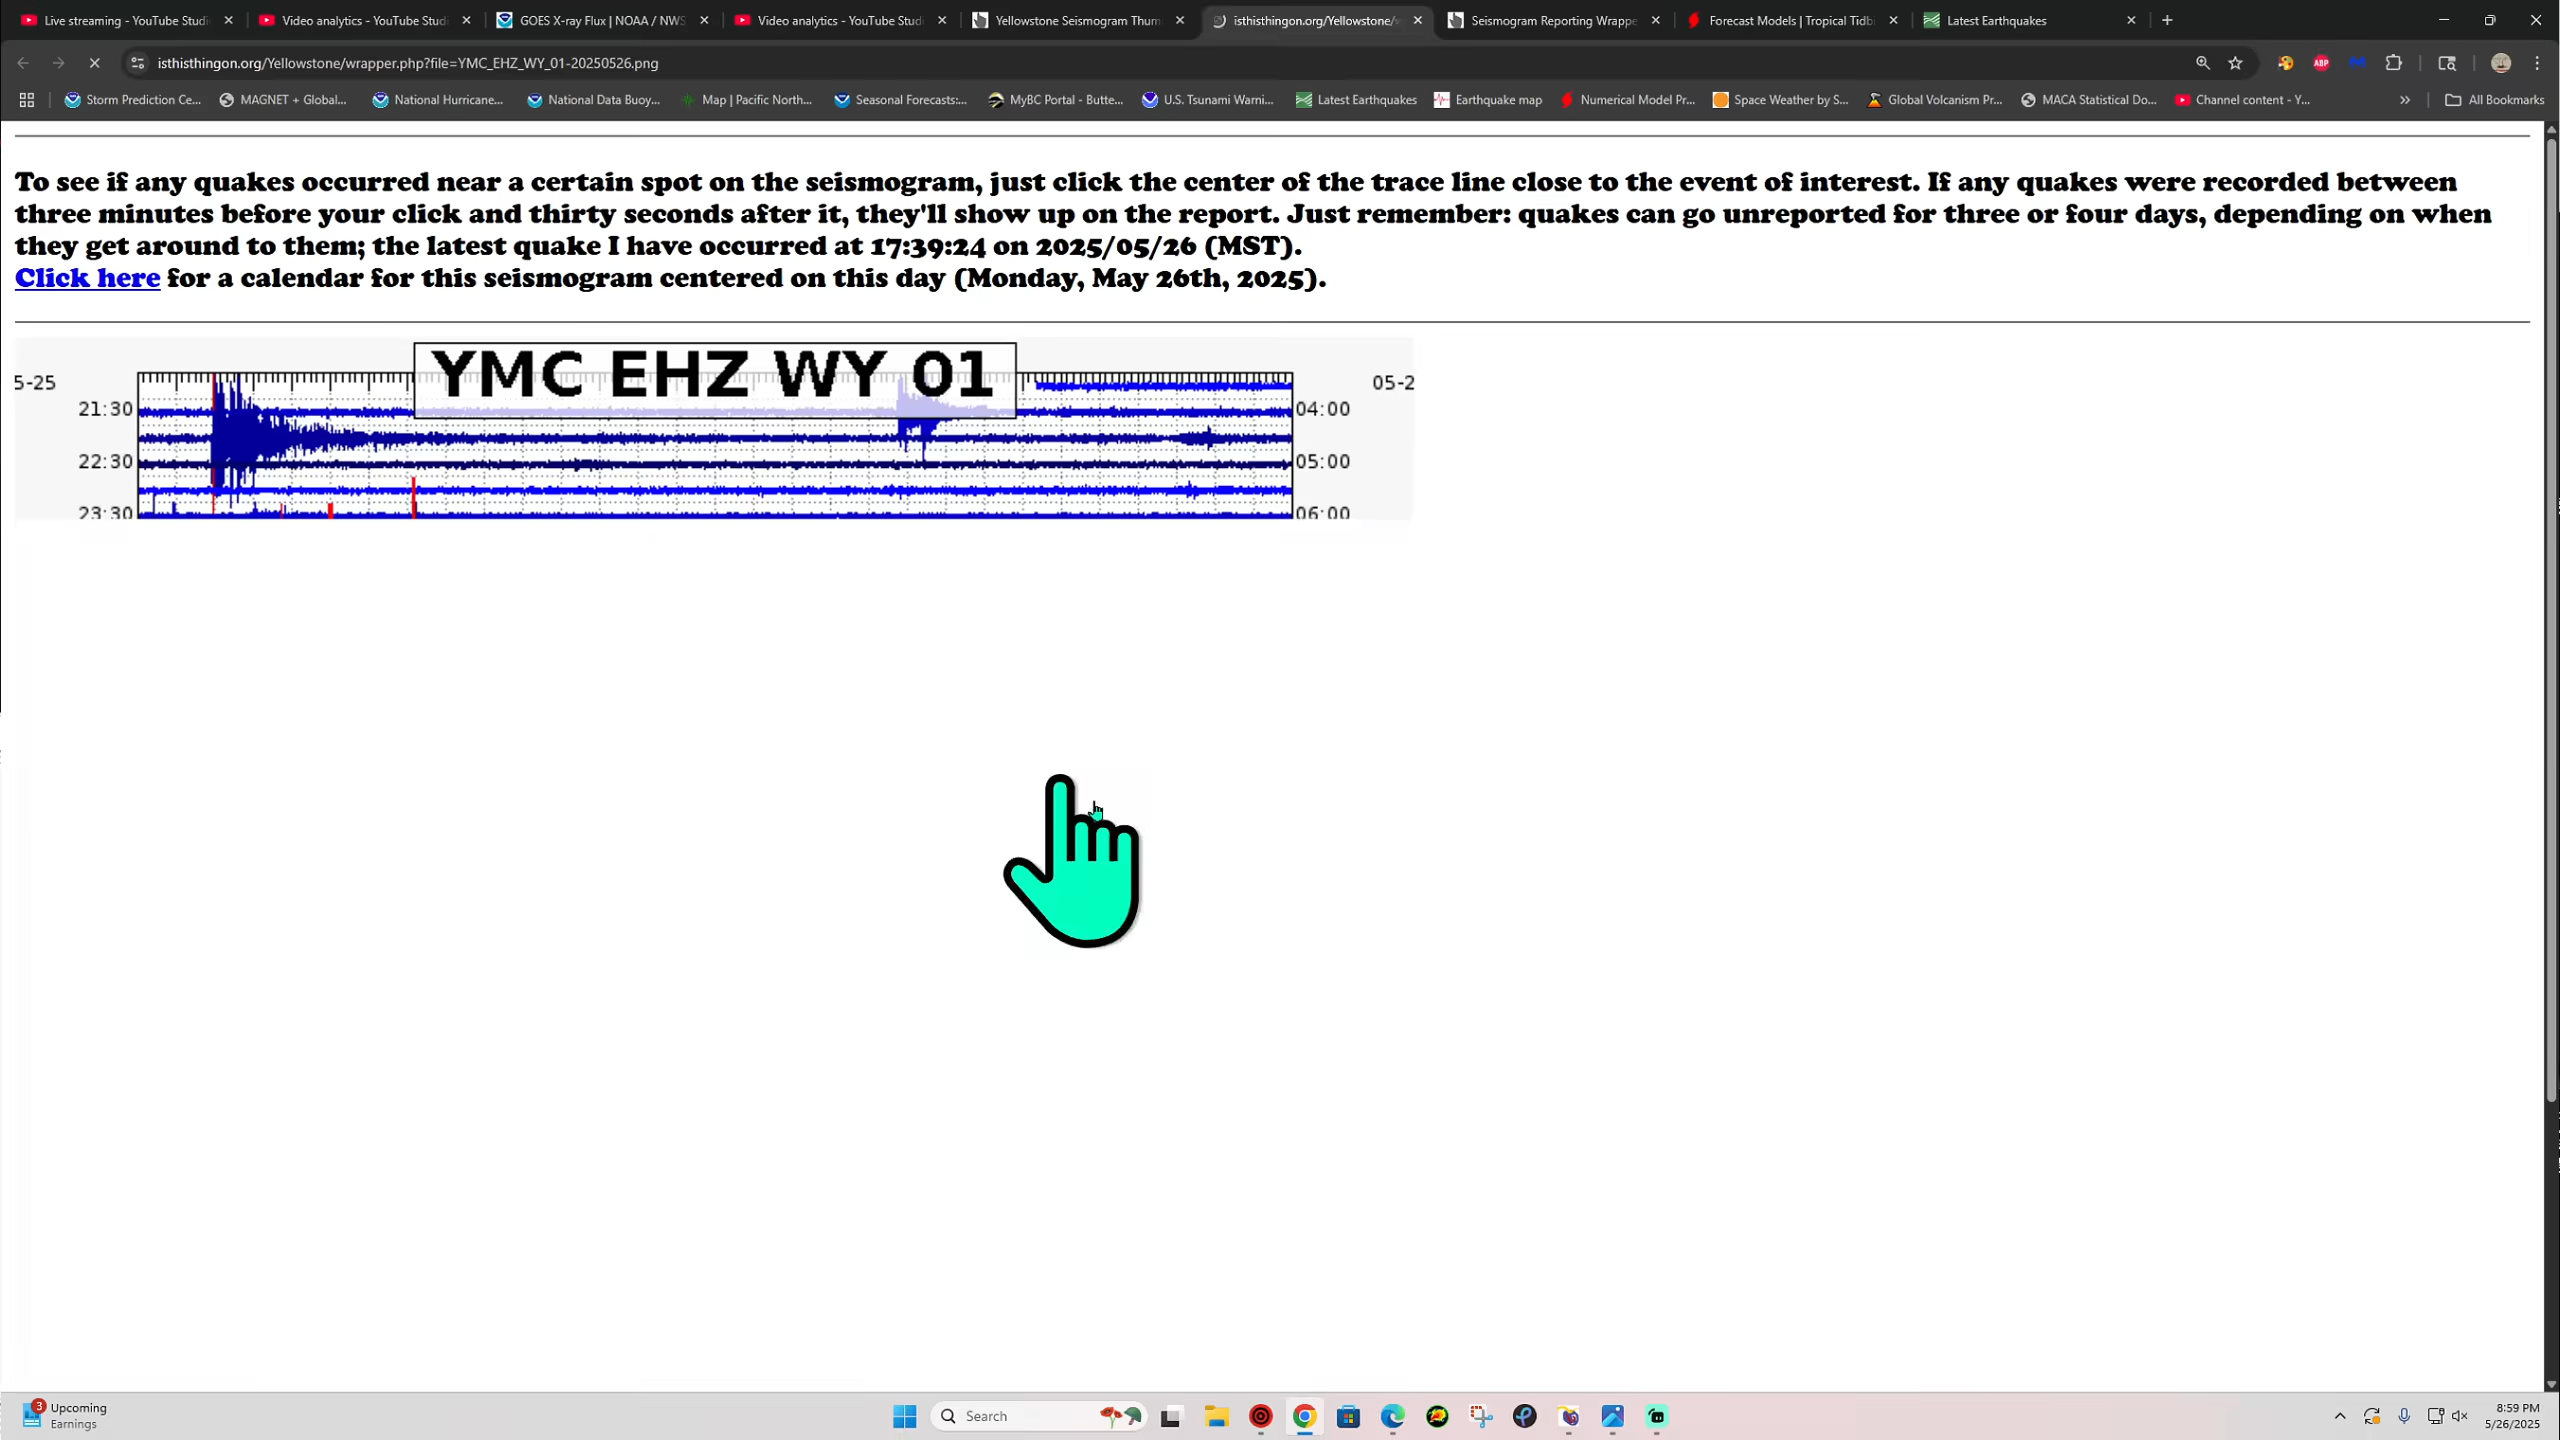 Live streaming - YouTube Studi
Video analytics - YouTube Studi
GOES X-ray Flux | NOAA / NWS
Video analytics - YouTube Studi
Yellowstone Seismogram Thum
isthisthingon.org/Yellowstone/w
Seismogram Reporting Wrappe
Forecast Models | Tropical Tidbi
Latest Earthquakes
isthisthingon.org/Yellowstone/wrapper.php?file=YMC_EHZ_WY_01-20250526.png
ABP
Storm Prediction Ce...
MAGNET + Global...
National Hurricane...
National Data Buoy...
Map | Pacific North...
Seasonal Forecasts:...
MyBC Portal - Butte...
U.S. Tsunami Warni...
Latest Earthquakes
Earthquake map
Numerical Model Pr...
Space Weather by S...
Global Volcanism Pr...
MACA Statistical Do...
Channel content - Y...
All Bookmarks
To see if any quakes occurred near a certain spot on the seismogram, just click the center of the trace line close to the event of interest. If any quakes were recorded between
three minutes before your click and thirty seconds after it, they'll show up on the report. Just remember: quakes can go unreported for three or four days, depending on when
they get around to them; the latest quake I have occurred at 17:39:24 on 2025/05/26 (MST).
Click here for a calendar for this seismogram centered on this day (Monday, May 26th, 2025).
YMC EHZ WY 01
5-25
05-2
21:30
04:00
22:30
05:00
23:30
06:00
3
Upcoming
Earnings
Search
8:59 PM
5/26/2025